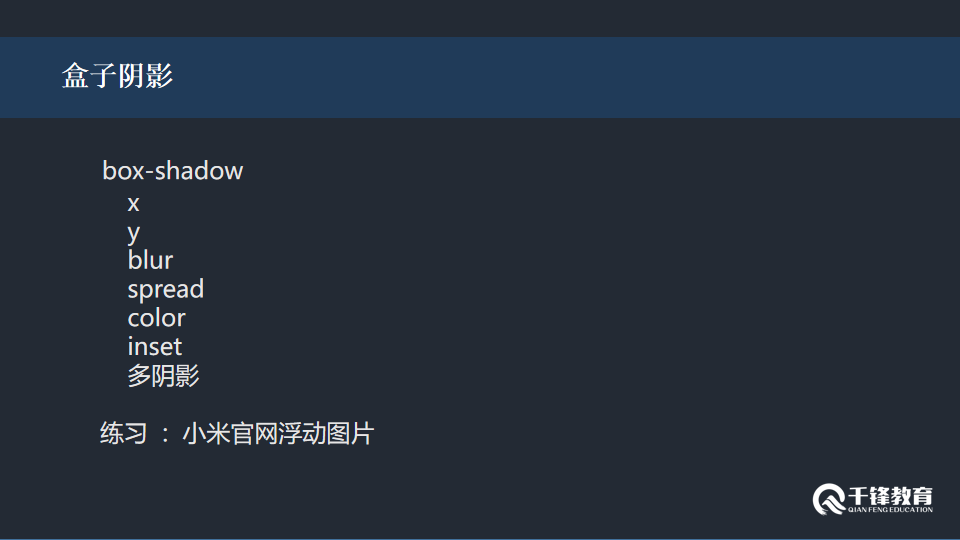 盒子阴影
box-shadow
x
y
blur
spread
color
inset
多阴影
练习 ： 小米官网浮动图片
千锋教育
QIAN FENG EDUCATION